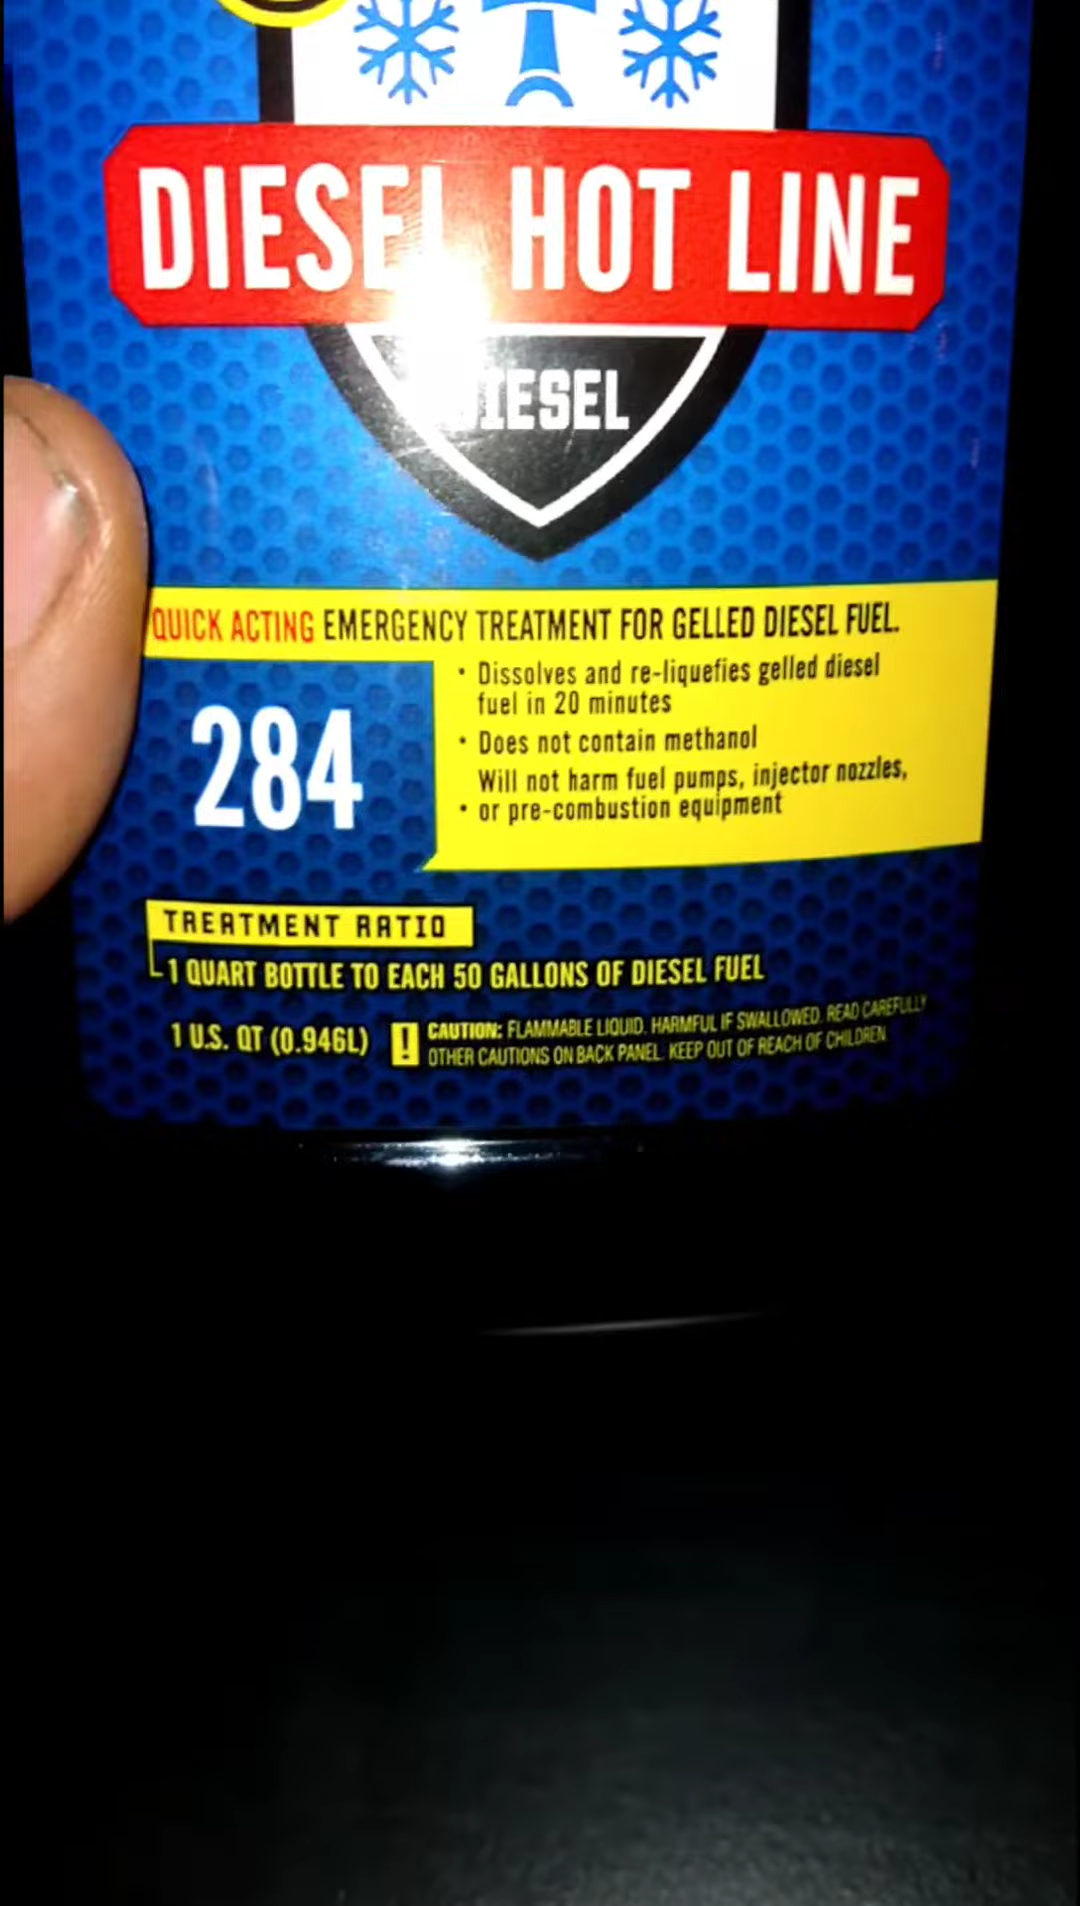 DIESEL HOT LINE
DIESEL
QUICK ACTING EMERGENCY TREATMENT FOR GELLED DIESEL FUEL.
• Dissolves and re-liquefies gelled diesel
fuel in 20 minutes
• Does not contain methanol
Will not harm fuel pumps, injector nozzles,
• or pre-combustion equipment
284
TREATMENT RATIO
1 QUART BOTTLE TO EACH 50 GALLONS OF DIESEL FUEL
1 U.S. QT (0.946L)
! CAUTION: FLAMMABLE LIQUID. HARMFUL IF SWALLOWED. READ CAREFULLY
OTHER CAUTIONS ON BACK PANEL. KEEP OUT OF REACH OF CHILDREN